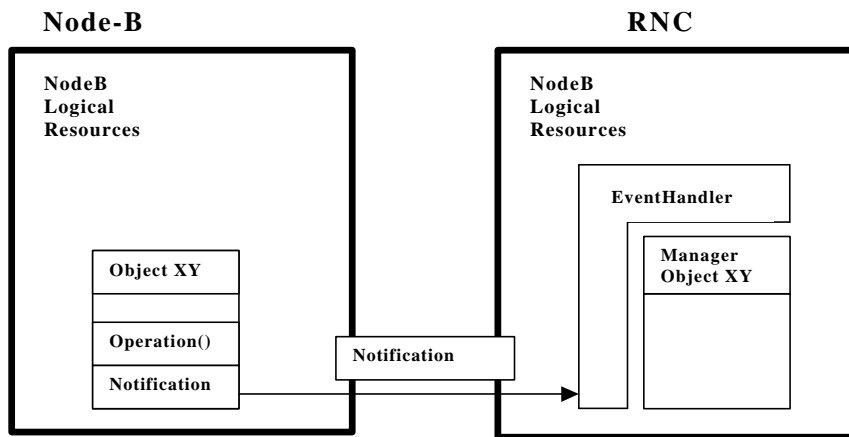 Node-B
RNC
NodeB
Logical
Resources
NodeB
Logical
Resources
EventHandler
Object XY
Operation()
Notification
Notification
Manager
Object XY